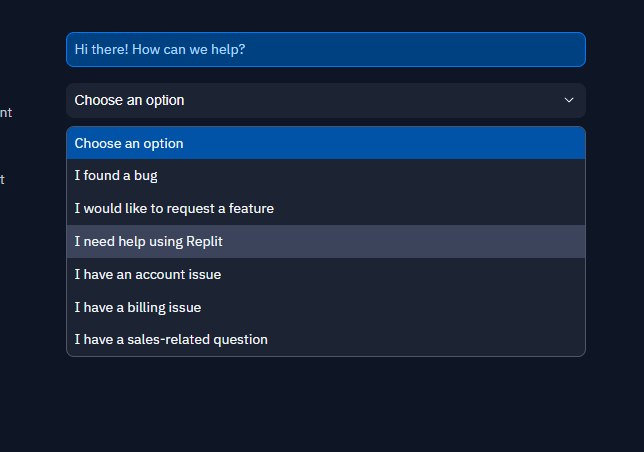 Hi there! How can we help?
Choose an option
nt
Choose an option
I found a bug
t
I would like to request a feature
I need help using Replit
I have an account issue
I have a billing issue
I have a sales-related question